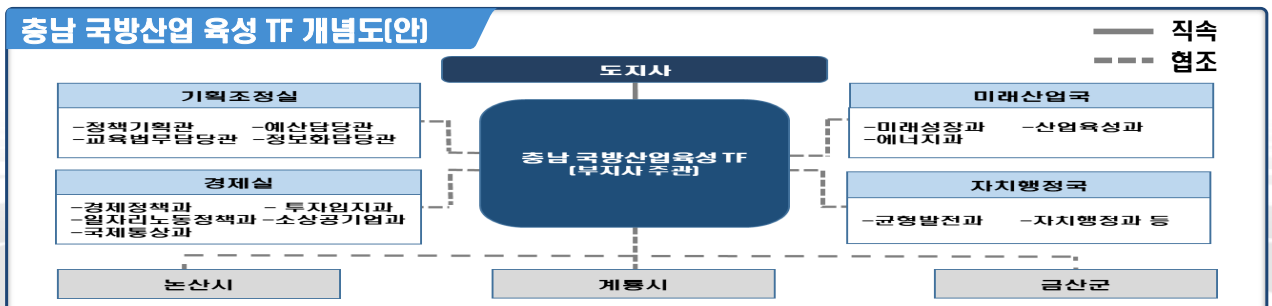 충남 국방산업 육성 TF 개념도(안)
직속
협조
도지사
기획조정실
-정책기획관 -예산담당관
-교육법무담당관 -정보화담당관
미래산업국
-미래성장과 -산업육성과
-에너지과
충남 국방산업육성 TF
(부지사 주관)
경제실
-경제정책과 - 투자입지과
-일자리노동정책과 -소상공기업과
-국제통상과
자치행정국
-균형발전과 -자치행정과 등
논산시
계룡시
금산군